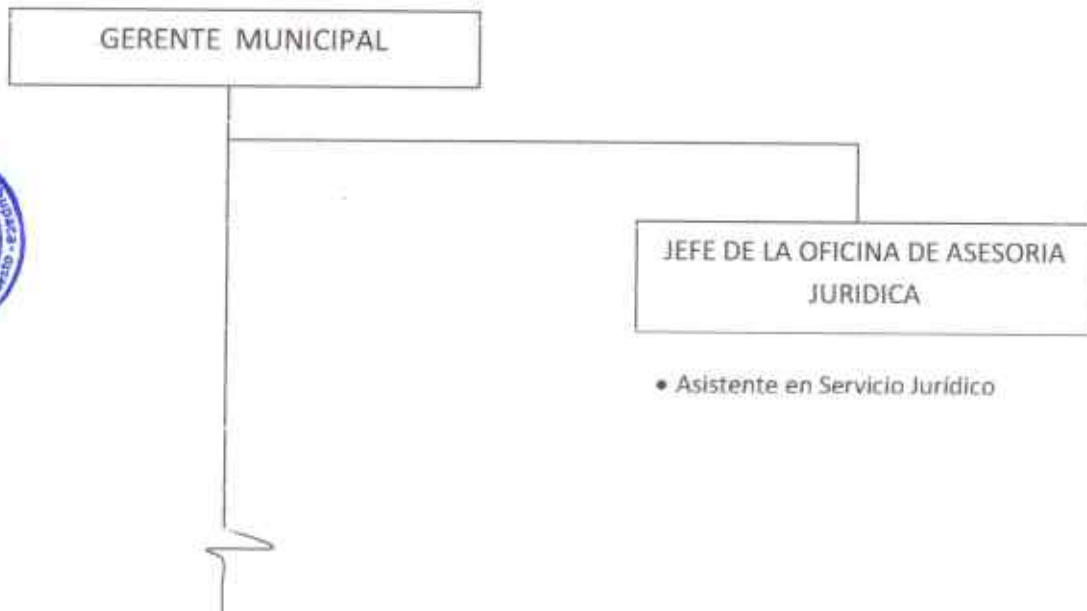 GERENTE MUNICIPAL
JEFE DE LA OFICINA DE ASESORIA
JURIDICA
• Asistente en Servicio Jurídico